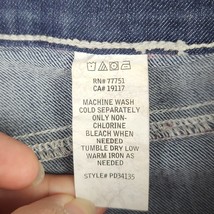 RN# 77751
CA# 19117
MACHINE WASH
COLD SEPARATELY
ONLY NON-
CHLORINE
BLEACH WHEN
NEEDED
TUMBLE DRY LOW
WARM IRON AS
NEEDED
STYLE# PD34135